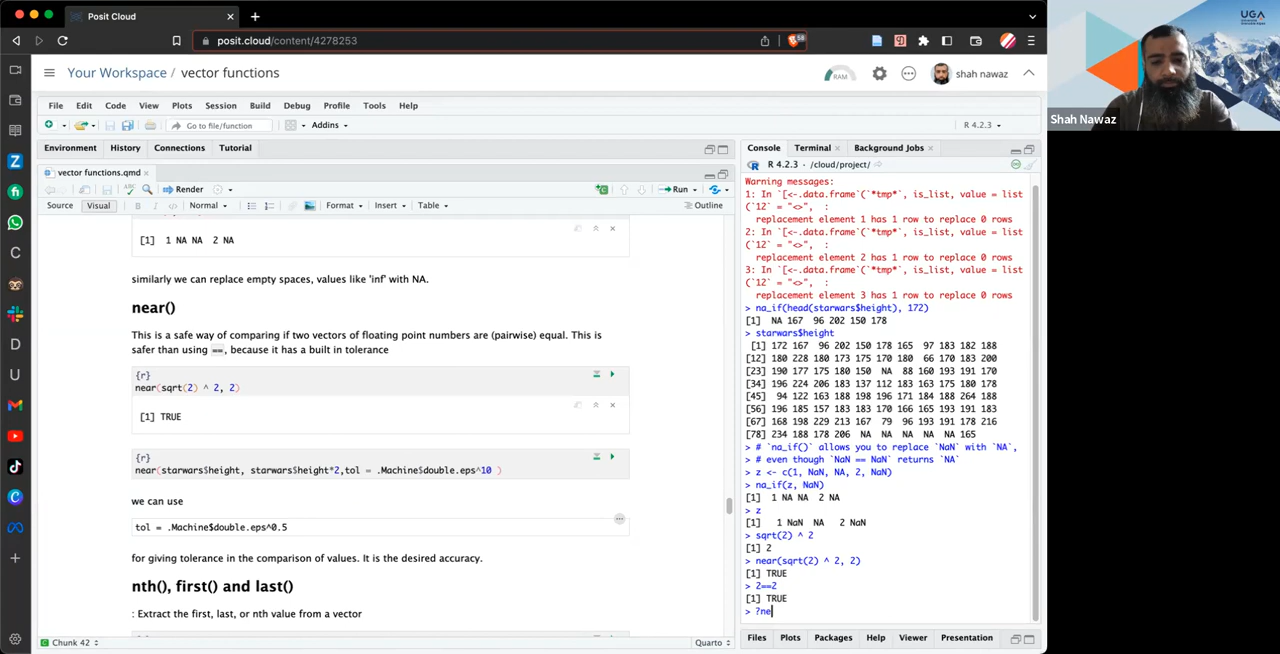 Posit Cloud
posit.cloud/content/4278253
58
Your Workspace / vector functions
RAM
shah nawaz
File Edit Code View Plots Session Build Debug Profile Tools Help
Go to file/function
Addins
R 4.2.3
Environment History Connections Tutorial
vector functions.qmd
Render
Run
Source Visual B I </> Normal Format Insert Table Outline
[1] 1 NA NA 2 NA
similarly we can replace empty spaces, values like 'inf' with NA.
near()
This is a safe way of comparing if two vectors of floating point numbers are (pairwise) equal. This is
safer than using ==, because it has a built in tolerance
{r}
near(sqrt(2) ^ 2, 2)
[1] TRUE
{r}
near(starwars$height, starwars$height*2,tol = .Machine$double.eps^10 )
we can use
tol = .Machine$double.eps^0.5
for giving tolerance in the comparison of values. It is the desired accuracy.
nth(), first() and last()
: Extract the first, last, or nth value from a vector
Chunk 42
Quarto
Console Terminal Background Jobs
R 4.2.3 · /cloud/project/
Warning messages:
1: In `[<-.data.frame`(`*tmp*`, is_list, value = list
(`12` = "<>", :
replacement element 1 has 1 row to replace 0 rows
2: In `[<-.data.frame`(`*tmp*`, is_list, value = list
(`12` = "<>", :
replacement element 2 has 1 row to replace 0 rows
3: In `[<-.data.frame`(`*tmp*`, is_list, value = list
(`12` = "<>", :
replacement element 3 has 1 row to replace 0 rows
> na_if(head(starwars$height), 172)
[1] NA 167 96 202 150 178
> starwars$height
[1] 172 167 96 202 150 178 165 97 183 182 188
[12] 180 228 180 173 175 170 180 66 170 183 200
[23] 190 177 175 180 150 NA 88 160 193 191 170
[34] 196 224 206 183 137 112 183 163 175 180 178
[45] 94 122 163 188 198 196 171 184 188 264 188
[56] 196 185 157 183 183 170 166 165 193 191 183
[67] 168 198 229 213 167 79 96 193 191 178 216
[78] 234 188 178 206 NA NA NA NA NA 165
> # `na_if()` allows you to replace `NaN` with `NA`,
> # even though `NaN == NaN` returns `NA`
> z <- c(1, NaN, NA, 2, NaN)
> na_if(z, NaN)
[1] 1 NA NA 2 NA
> z
[1] 1 NaN NA 2 NaN
> sqrt(2) ^ 2
[1] 2
> near(sqrt(2) ^ 2, 2)
[1] TRUE
> 2==2
[1] TRUE
> ?ne
Files Plots Packages Help Viewer Presentation
UGA
Shah Nawaz